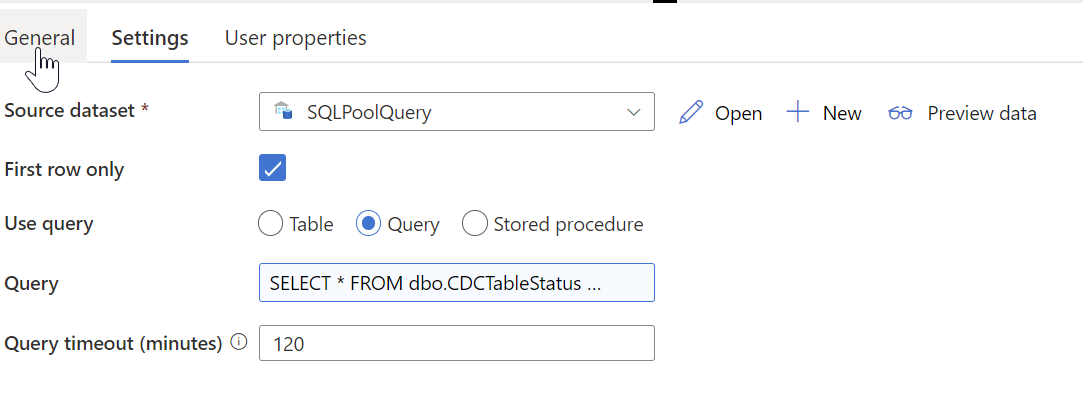 General Settings User properties
Source dataset * SQLPoolQuery Open New Preview data
First row only
Use query Table Query Stored procedure
Query SELECT * FROM dbo.CDCTableStatus ...
Query timeout (minutes) 120